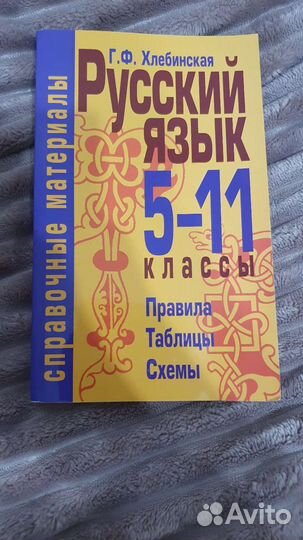 Г.Ф. Хлебинская
Русский
язык
5–11
классы
Правила
Таблицы
Схемы
справочные материалы
Avito